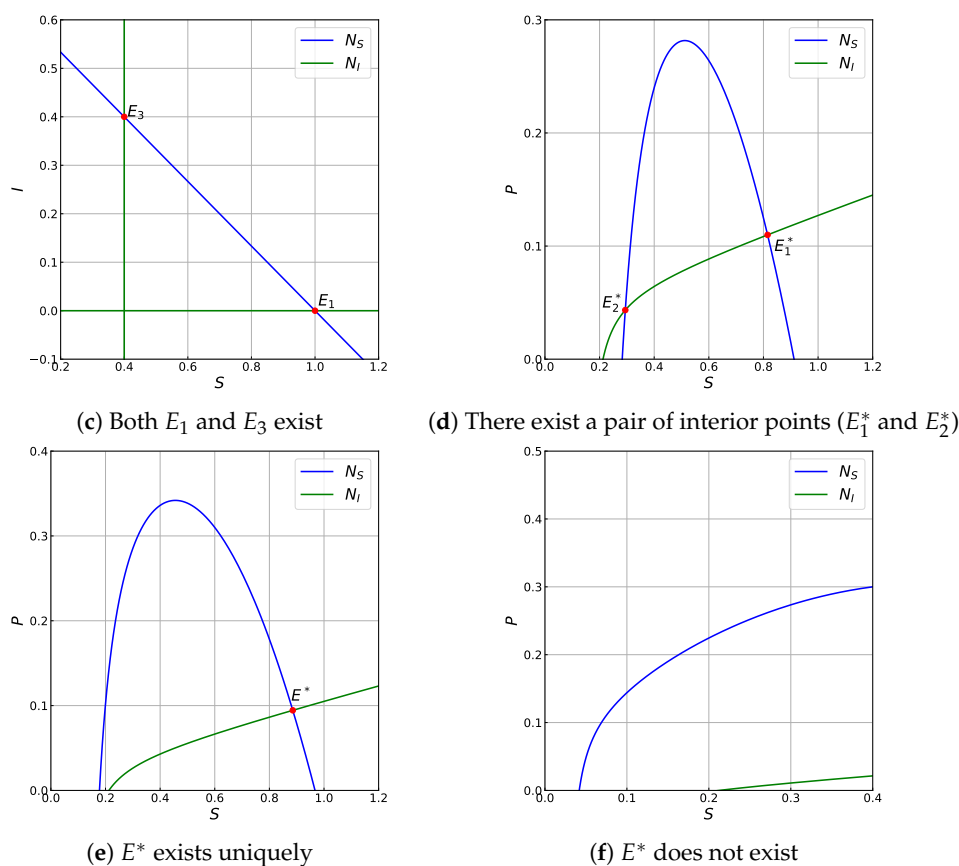 0.6
0.5
0.4
0.3
0.2
0.1
0.0
−0.1
I
0.2 0.4 0.6 0.8 1.0 1.2
S
N_S
N_I
E_3
E_1
(c) Both E_1 and E_3 exist
P
0.3
0.2
0.1
0.0
0.0 0.2 0.4 0.6 0.8 1.0 1.2
S
N_S
N_I
E_1^*
E_2^*
(d) There exist a pair of interior points (E_1^* and E_2^*)
P
0.4
0.3
0.2
0.1
0.0
0.0 0.2 0.4 0.6 0.8 1.0 1.2
S
N_S
N_I
E^*
(e) E^* exists uniquely
P
0.5
0.4
0.3
0.2
0.1
0.0
0.0 0.1 0.2 0.3 0.4
S
N_S
N_I
(f) E^* does not exist